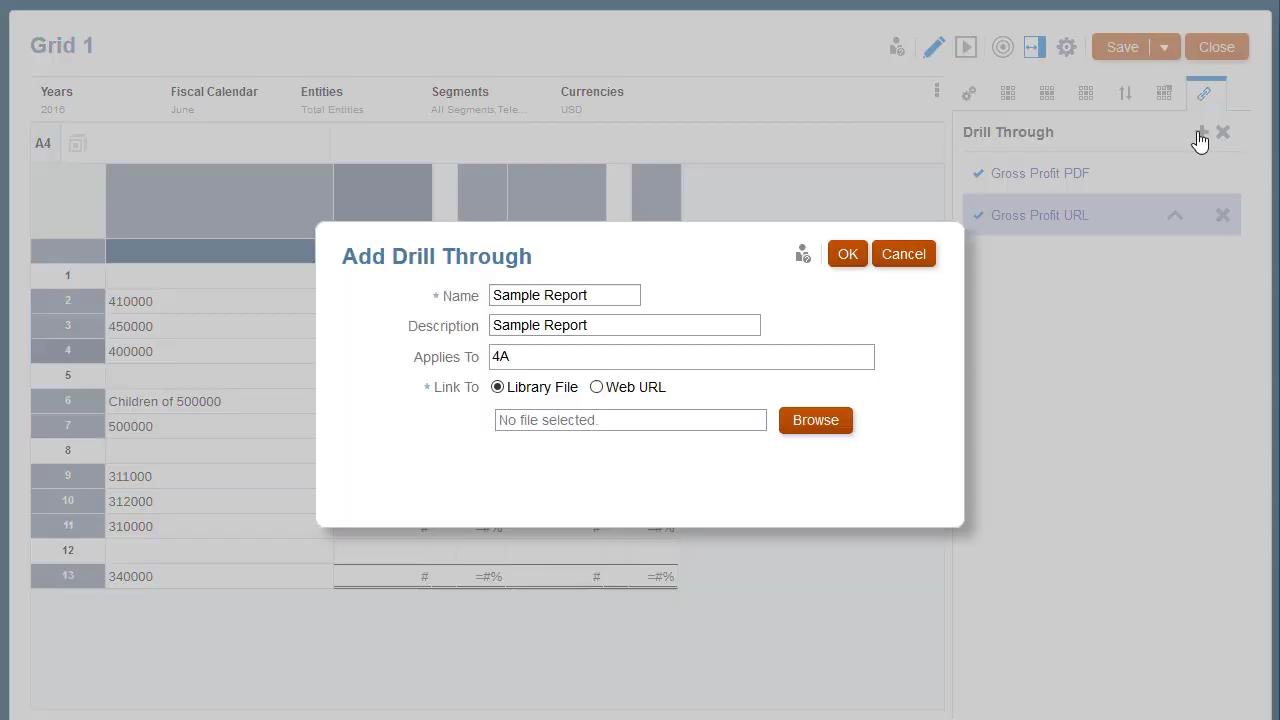 Grid 1
Save
Close
Years
Fiscal Calendar
Entities
Segments
Currencies
2016
June
Total Entities
All Segments,Tele...
USD
A4
Drill Through
Gross Profit PDF
Gross Profit URL
Add Drill Through
OK
Cancel
* Name Sample Report
Description Sample Report
Applies To 4A
* Link To Library File Web URL
No file selected. Browse
1
2 410000
3 450000
4 400000
5
6 Children of 500000
7 500000
8
9 311000
10 312000
11 310000 # =#% # =#%
12
13 340000 # =#% # =#%